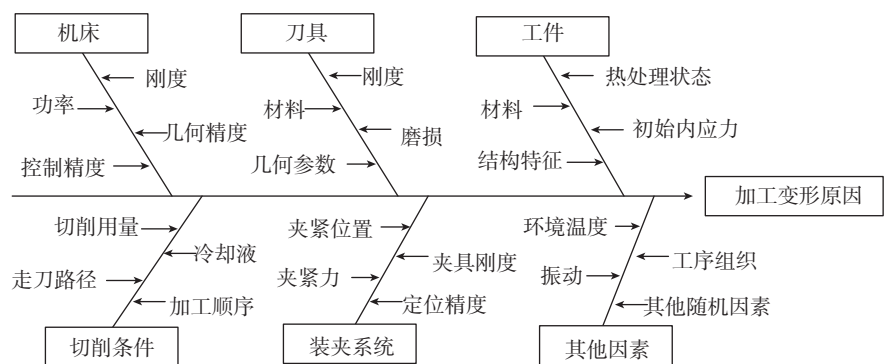 机床
刀具
工件
刚度
功率
几何精度
控制精度
刚度
材料
磨损
几何参数
热处理状态
材料
初始内应力
结构特征
加工变形原因
切削用量
冷却液
走刀路径
加工顺序
夹紧位置
夹具刚度
夹紧力
定位精度
环境温度
工序组织
振动
其他随机因素
切削条件
装夹系统
其他因素